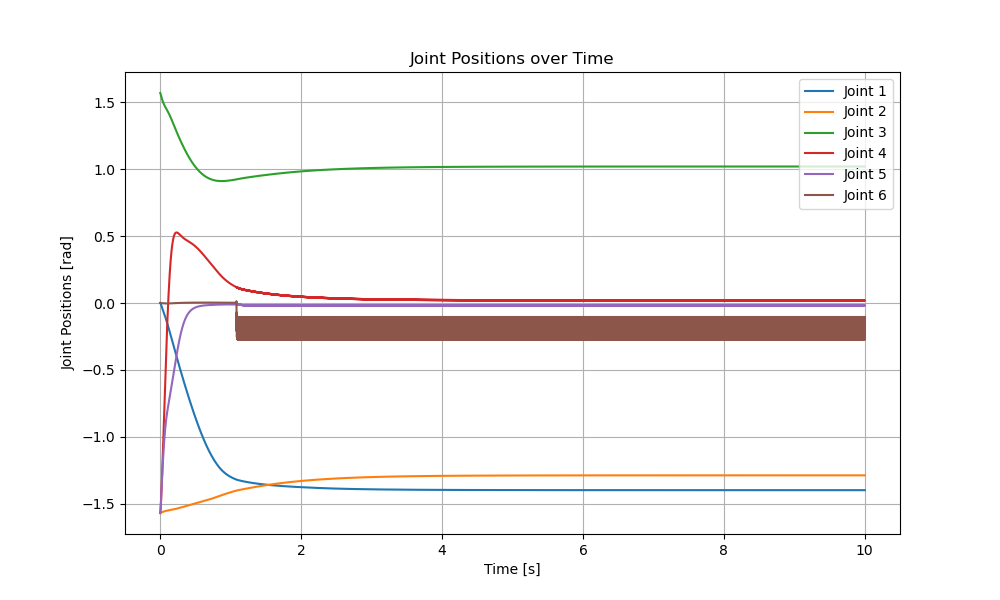 Joint Positions over Time
Joint Positions [rad]
1.5
1.0
0.5
0.0
−0.5
−1.0
−1.5
0
2
4
6
8
10
Time [s]
Joint 1
Joint 2
Joint 3
Joint 4
Joint 5
Joint 6